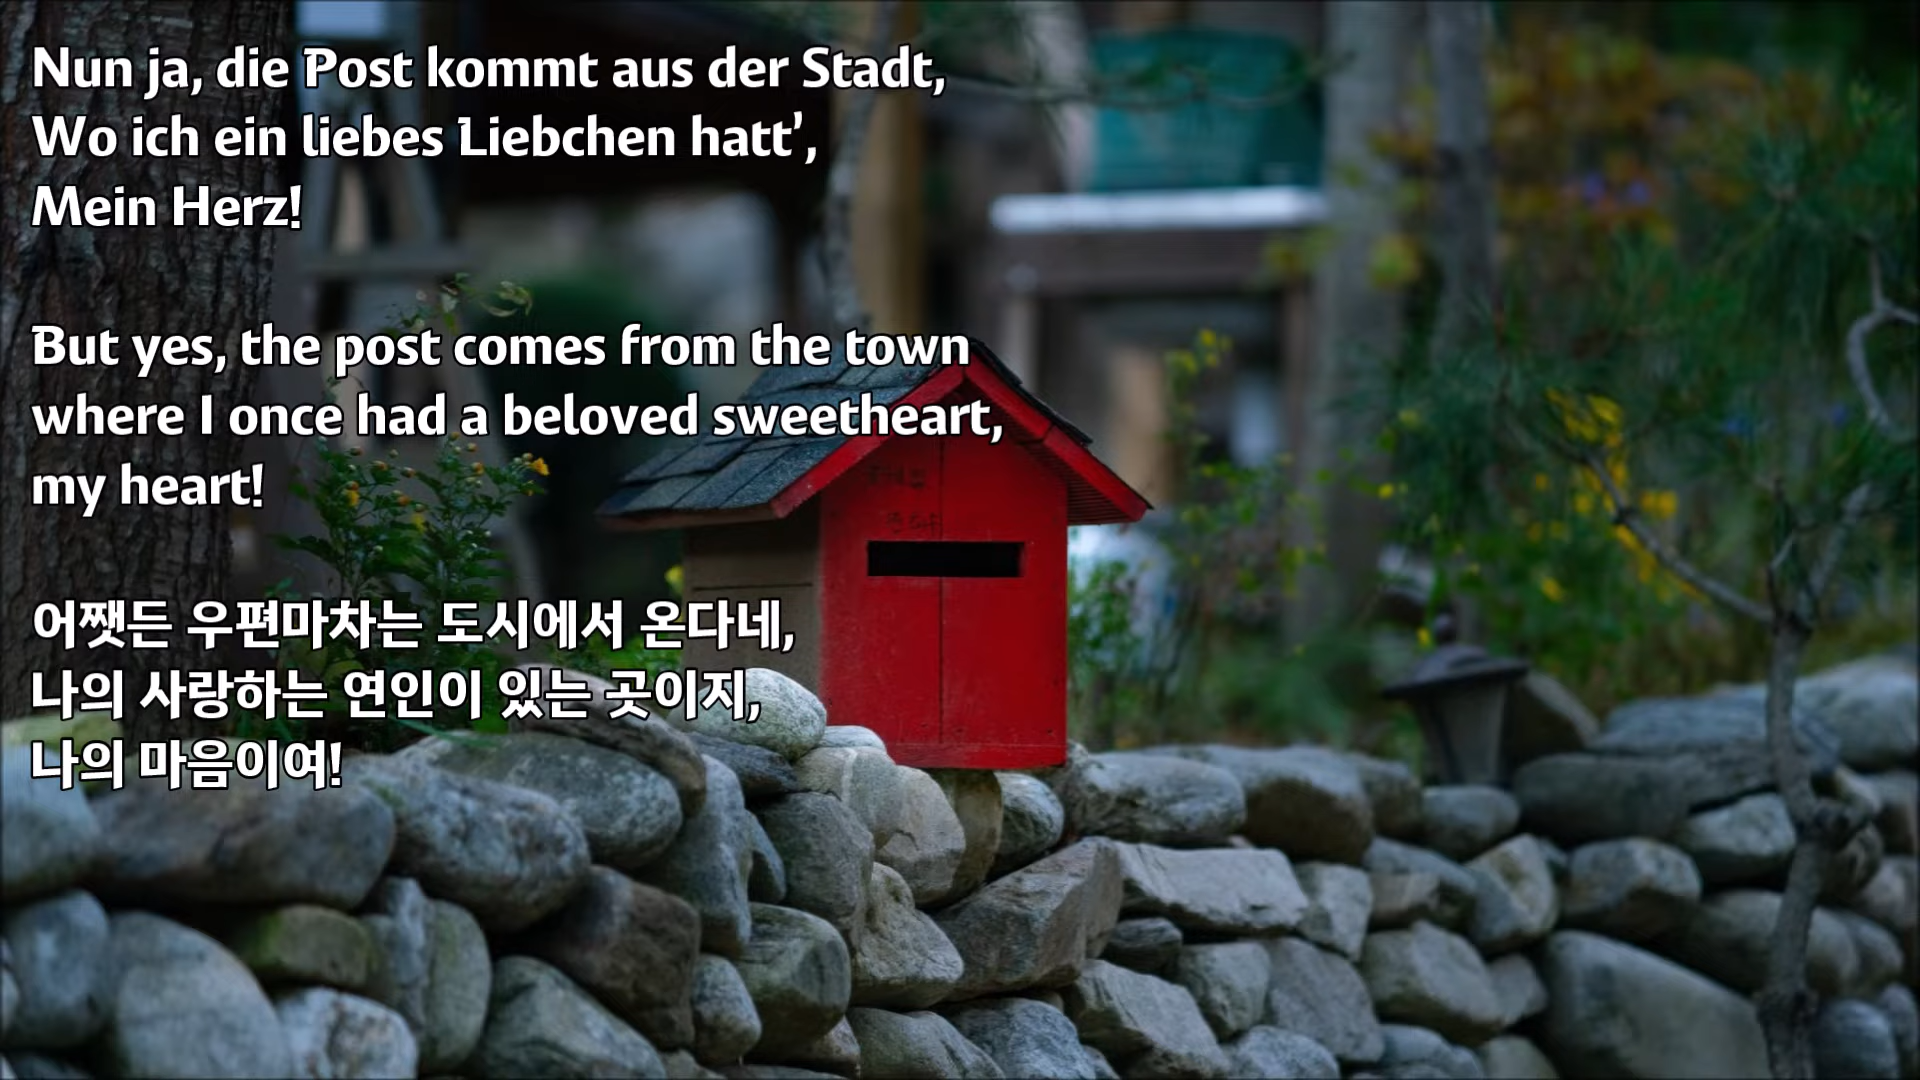 Nun ja, die Post kommt aus der Stadt,
Wo ich ein liebes Liebchen hatt’,
Mein Herz!
But yes, the post comes from the town
where I once had a beloved sweetheart,
my heart!
어쨋든 우편마차는 도시에서 온다네,
나의 사랑하는 연인이 있는 곳이지,
나의 마음이여!